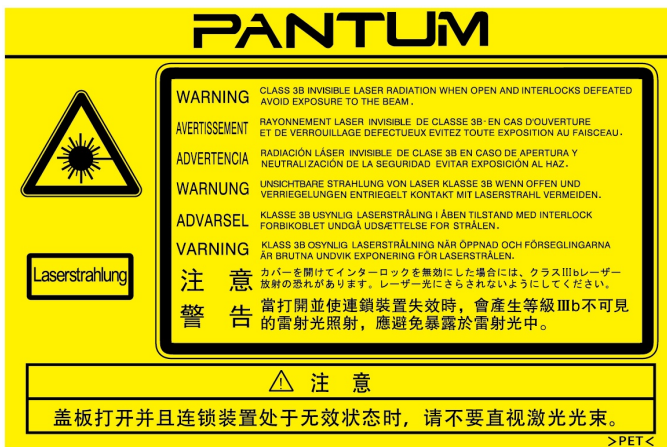 PANTUM
WARNING CLASS 3B INVISIBLE LASER RADIATION WHEN OPEN AND INTERLOCKS DEFEATED
AVOID EXPOSURE TO THE BEAM.
AVERTISSEMENT RAYONNEMENT LASER INVISIBLE DE CLASSE 3B· EN CAS D'OUVERTURE
ET DE VERROUILLAGE DEFECTUEUX EVITEZ TOUTE EXPOSITION AU FAISCEAU.
ADVERTENCIA RADIACIÓN LÁSER INVISIBLE DE CLASE 3B EN CASO DE APERTURA Y
NEUTRALIZACIÓN DE LA SEGURIDAD EVITAR EXPOSICIÓN AL HAZ.
WARNUNG UNSICHTBARE STRAHLUNG VON LASER KLASSE 3B WENN OFFEN UND
VERRIEGELUNGEN ENTRIEGELT KONTAKT MIT LASERSTRAHL VERMEIDEN.
ADVARSEL KLASSE 3B USYNLIG LASERSTRÅLING I ÅBEN TILSTAND MED INTERLOCK
FORBIKOBLET UNDGÅ UDSÆTTELSE FOR STRÅLEN.
VARNING KLASS 3B OSYNLIG LASERSTRÅLNING NÄR ÖPPNAD OCH FÖRSEGLINGARNA
ÄR BRUTNA UNDVIK EXPONERING FÖR LASERSTRÅLEN.
Laserstrahlung
注 意 カバーを開けてインターロックを無効にした場合には、クラスⅢbレーザー
放射の恐れがあります。レーザー光にさらされないようにしてください。
警 告 當打開並使連鎖裝置失效時，會產生等級Ⅲb不可見
的雷射光照射，應避免暴露於雷射光中。
⚠ 注 意
盖板打开并且连锁装置处于无效状态时，请不要直视激光光束。
>PET<